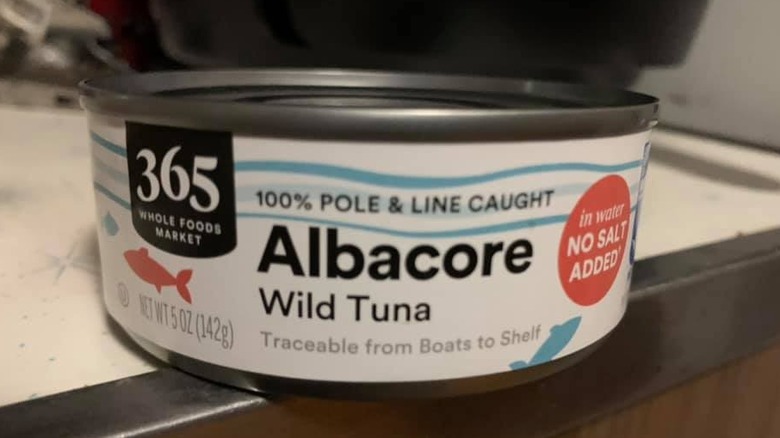 365
WHOLE FOODS
MARKET
100% POLE & LINE CAUGHT
Albacore
Wild Tuna
Traceable from Boats to Shelf
in water
NO SALT
ADDED
NET WT 5 OZ (142g)